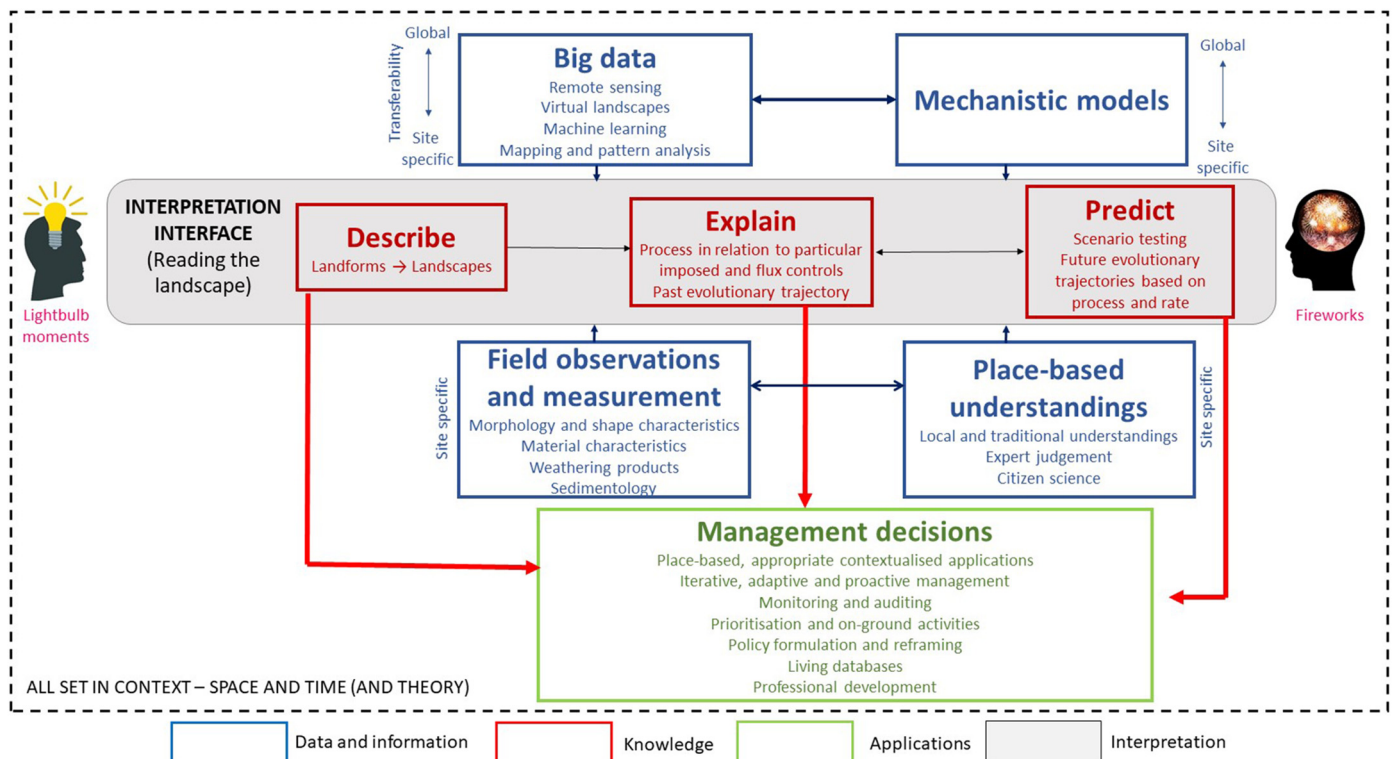 Global
Transferability
Site
specific
Big data
Remote sensing
Virtual landscapes
Machine learning
Mapping and pattern analysis
Mechanistic models
Global
Site
specific
INTERPRETATION
INTERFACE
(Reading the
landscape)
Describe
Landforms → Landscapes
Explain
Process in relation to particular
imposed and flux controls
Past evolutionary trajectory
Predict
Scenario testing
Future evolutionary
trajectories based on
process and rate
Lightbulb
moments
Fireworks
Site specific
Field observations
and measurement
Morphology and shape characteristics
Material characteristics
Weathering products
Sedimentology
Place-based
understandings
Local and traditional understandings
Expert judgement
Citizen science
Site specific
Management decisions
Place-based, appropriate contextualised applications
Iterative, adaptive and proactive management
Monitoring and auditing
Prioritisation and on-ground activities
Policy formulation and reframing
Living databases
Professional development
ALL SET IN CONTEXT – SPACE AND TIME (AND THEORY)
Data and information
Knowledge
Applications
Interpretation